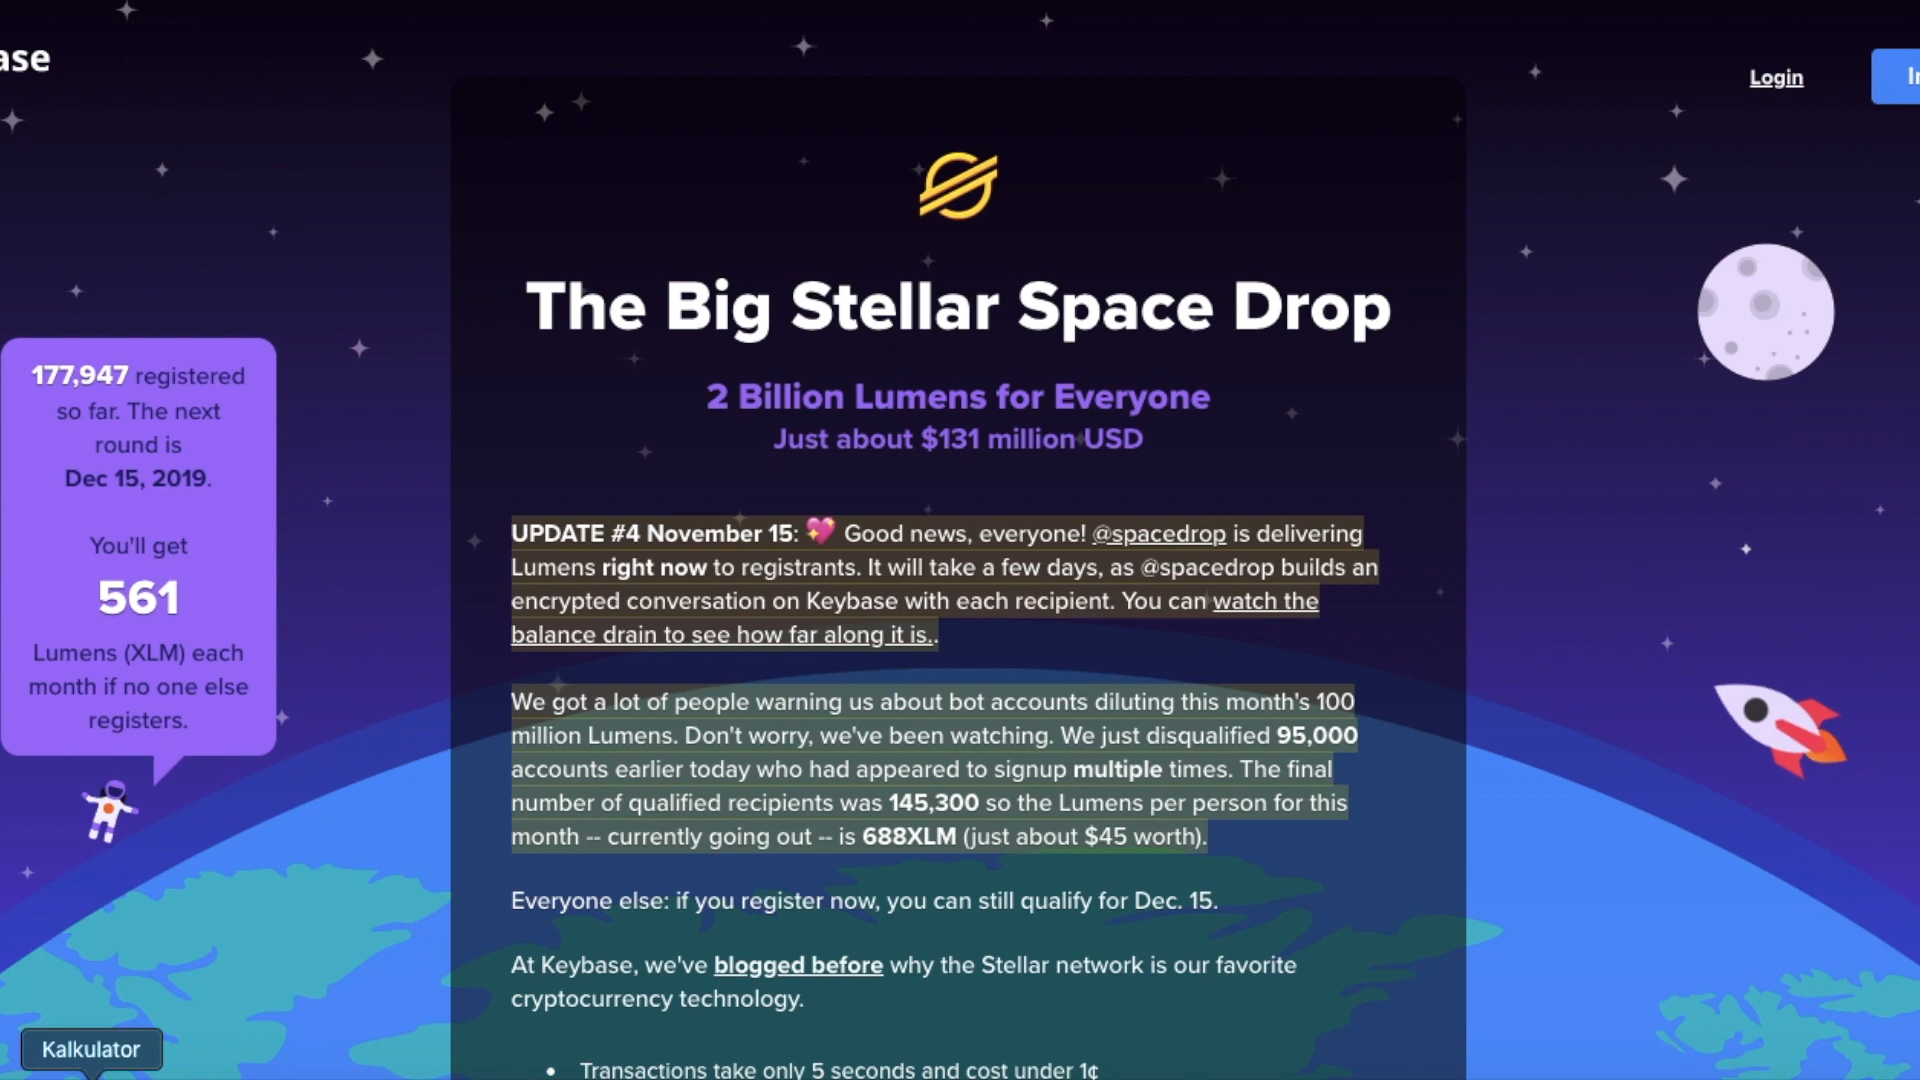 ase
Login
The Big Stellar Space Drop
2 Billion Lumens for Everyone
Just about $131 million USD
177,947 registered
so far. The next
round is
Dec 15, 2019.
You'll get
561
Lumens (XLM) each
month if no one else
registers.
UPDATE #4 November 15: 💖 Good news, everyone! @spacedrop is delivering
Lumens right now to registrants. It will take a few days, as @spacedrop builds an
encrypted conversation on Keybase with each recipient. You can watch the
balance drain to see how far along it is..
We got a lot of people warning us about bot accounts diluting this month's 100
million Lumens. Don't worry, we've been watching. We just disqualified 95,000
accounts earlier today who had appeared to signup multiple times. The final
number of qualified recipients was 145,300 so the Lumens per person for this
month -- currently going out -- is 688XLM (just about $45 worth).
Everyone else: if you register now, you can still qualify for Dec. 15.
At Keybase, we've blogged before why the Stellar network is our favorite
cryptocurrency technology.
• Transactions take only 5 seconds and cost under 1¢
Kalkulator